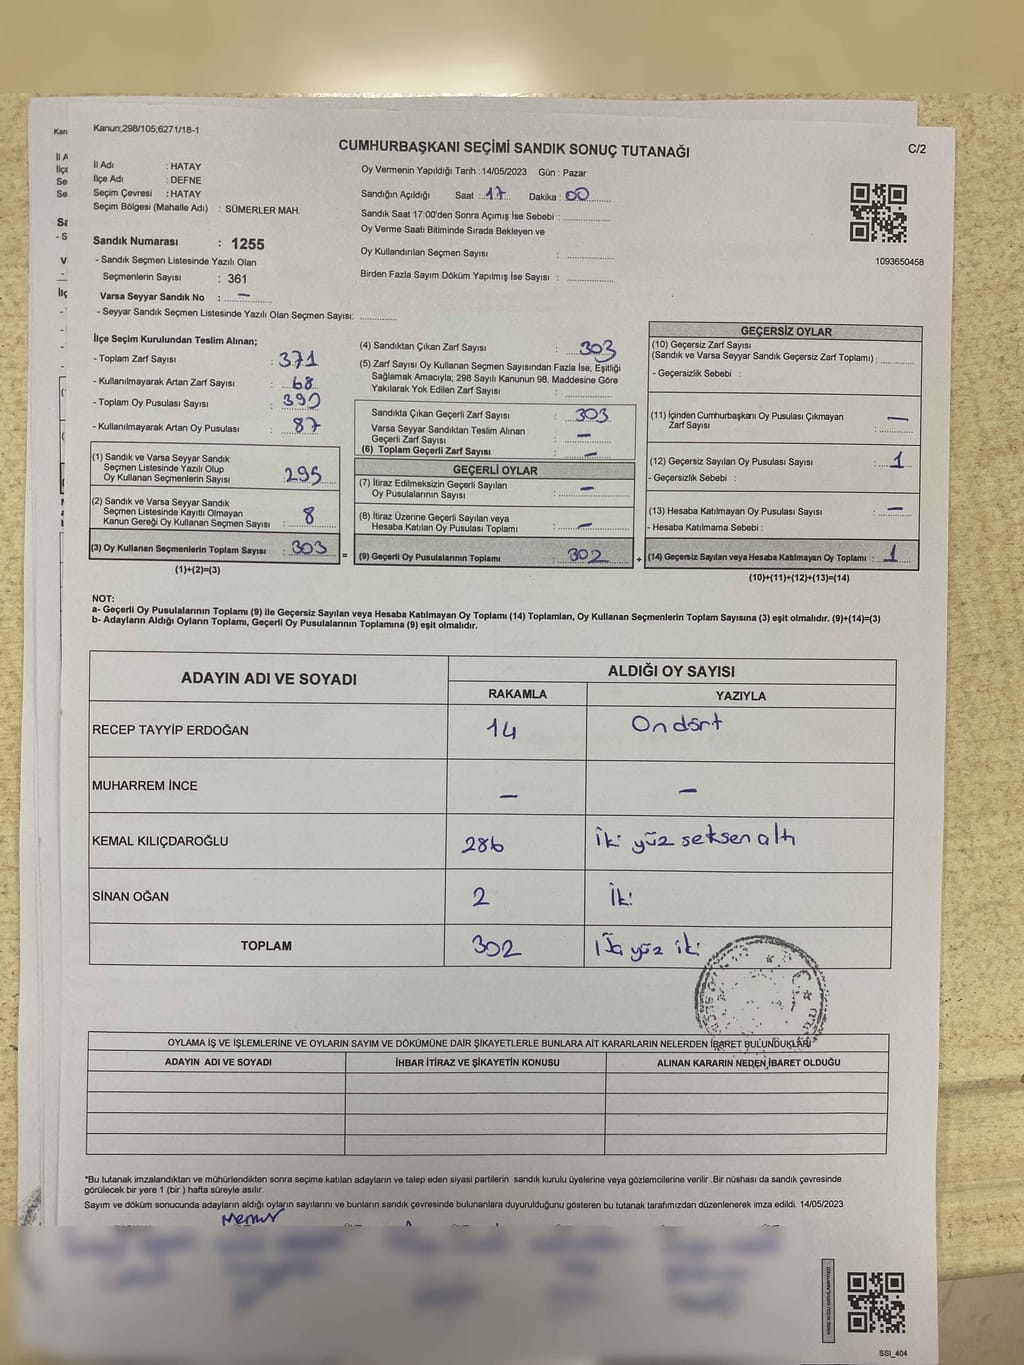 Kanun;298/105;6271/18-1
C/2
CUMHURBAŞKANI SEÇİMİ SANDIK SONUÇ TUTANAĞI
İl Adı : HATAY
İlçe Adı : DEFNE
Seçim Çevresi : HATAY
Seçim Bölgesi (Mahalle Adı) : SÜMERLER MAH.
Sandık Numarası : 1255
- Sandık Seçmen Listesinde Yazılı Olan
Seçmenlerin Sayısı : 361
Varsa Seyyar Sandık No : —
- Seyyar Sandık Seçmen Listesinde Yazılı Olan Seçmen Sayısı:
Oy Vermenin Yapıldığı Tarih : 14/05/2023 Gün : Pazar
Sandığın Açıldığı Saat : 17 Dakika : 00
Sandık Saat 17:00'den Sonra Açımış İse Sebebi :
Oy Verme Saati Bitiminde Sırada Bekleyen ve
Oy Kullandırılan Seçmen Sayısı :
Birden Fazla Sayım Döküm Yapılmış İse Sayısı :
1093650458
İlçe Seçim Kurulundan Teslim Alınan;
- Toplam Zarf Sayısı : 371
- Kullanılmayarak Artan Zarf Sayısı : 68
- Toplam Oy Pusulası Sayısı : 390
- Kullanılmayarak Artan Oy Pusulası : 87
(1) Sandık ve Varsa Seyyar Sandık
Seçmen Listesinde Yazılı Olup
Oy Kullanan Seçmenlerin Sayısı : 295
(2) Sandık ve Varsa Seyyar Sandık
Seçmen Listesinde Kayıtlı Olmayan
Kanun Gereği Oy Kullanan Seçmen Sayısı : 8
(3) Oy Kullanan Seçmenlerin Toplam Sayısı : 303
(1)+(2)=(3)
(4) Sandıktan Çıkan Zarf Sayısı : 303
(5) Zarf Sayısı Oy Kullanan Seçmen Sayısından Fazla İse, Eşitliği
Sağlamak Amacıyla; 298 Sayılı Kanunun 98. Maddesine Göre
Yakılarak Yok Edilen Zarf Sayısı :
Sandıkta Çıkan Geçerli Zarf Sayısı : 303
Varsa Seyyar Sandıktan Teslim Alınan
Geçerli Zarf Sayısı : —
(6) Toplam Geçerli Zarf Sayısı : —
GEÇERLİ OYLAR
(7) İtiraz Edilmeksizin Geçerli Sayılan
Oy Pusulalarının Sayısı : —
(8) İtiraz Üzerine Geçerli Sayılan veya
Hesaba Katılan Oy Pusulası Toplamı : —
=
(9) Geçerli Oy Pusulalarının Toplamı : 302
+
GEÇERSİZ OYLAR
(10) Geçersiz Zarf Sayısı
(Sandık ve Varsa Seyyar Sandık Geçersiz Zarf Toplamı) :
- Geçersizlik Sebebi :
(11) İçinden Cumhurbaşkanı Oy Pusulası Çıkmayan
Zarf Sayısı : —
(12) Geçersiz Sayılan Oy Pusulası Sayısı : 1
- Geçersizlik Sebebi :
(13) Hesaba Katılmayan Oy Pusulası Sayısı : —
- Hesaba Katılmama Sebebi :
(14) Geçersiz Sayılan veya Hesaba Katılmayan Oy Toplamı : 1
(10)+(11)+(12)+(13)=(14)
NOT:
a- Geçerli Oy Pusulalarının Toplamı (9) ile Geçersiz Sayılan veya Hesaba Katılmayan Oy Toplamı (14) Toplamları, Oy Kullanan Seçmenlerin Toplam Sayısına (3) eşit olmalıdır. (9)+(14)=(3)
b- Adayların Aldığı Oyların Toplamı, Geçerli Oy Pusulalarının Toplamına (9) eşit olmalıdır.
ADAYIN ADI VE SOYADI
ALDIĞI OY SAYISI
RAKAMLA YAZIYLA
RECEP TAYYİP ERDOĞAN 14 On dört
MUHARREM İNCE — —
KEMAL KILIÇDAROĞLU 286 İki yüz seksen altı
SİNAN OĞAN 2 İki
TOPLAM 302 yüz iki
OYLAMA İŞ VE İŞLEMLERİNE VE OYLARIN SAYIM VE DÖKÜMÜNE DAİR ŞİKAYETLERLE BUNLARA AİT KARARLARIN NELERDEN İBARET BULUNDUKLARI
ADAYIN ADI VE SOYADI İHBAR İTİRAZ VE ŞİKAYETİN KONUSU ALINAN KARARIN NEDEN İBARET OLDUĞU
*Bu tutanak imzalandıktan ve mühürlendikten sonra seçime katılan adayların ve talep eden siyasi partilerin sandık kurulu üyelerine veya gözlemcilerine verilir. Bir nüshası da sandık çevresinde
görülecek bir yere 1 (bir ) hafta süreyle asılır.
Sayım ve döküm sonucunda adayların aldığı oyların sayılarını ve bunların sandık çevresinde bulunanlara duyurulduğunu gösteren bu tutanak tarafımızdan düzenlenerek imza edildi. 14/05/2023
Memur
SSI_404